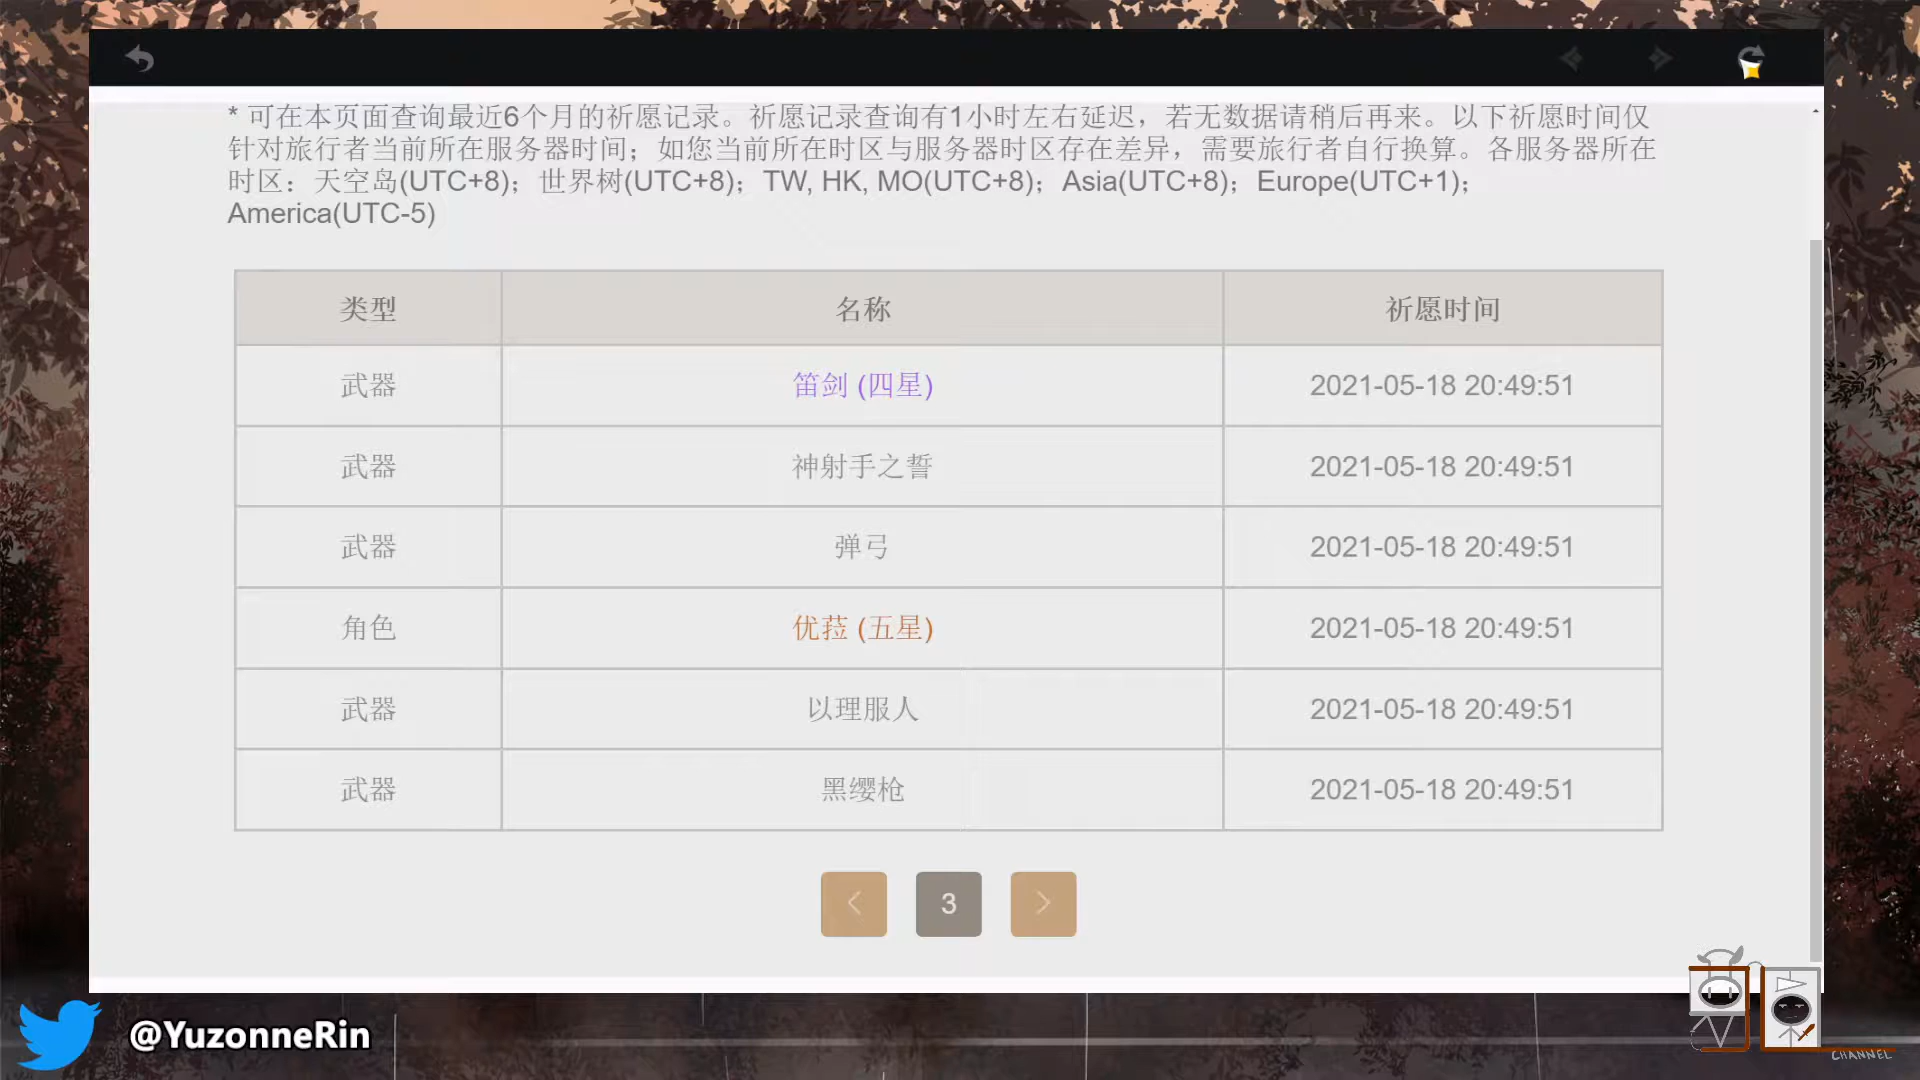 * 可在本页面查询最近6个月的祈愿记录。祈愿记录查询有1小时左右延迟，若无数据请稍后再来。以下祈愿时间仅
针对旅行者当前所在服务器时间；如您当前所在时区与服务器时区存在差异，需要旅行者自行换算。各服务器所在
时区：天空岛(UTC+8)；世界树(UTC+8)；TW, HK, MO(UTC+8)；Asia(UTC+8)；Europe(UTC+1)；
America(UTC-5)
类型 名称 祈愿时间
武器 笛剑 (四星) 2021-05-18 20:49:51
武器 神射手之誓 2021-05-18 20:49:51
武器 弹弓 2021-05-18 20:49:51
角色 优菈 (五星) 2021-05-18 20:49:51
武器 以理服人 2021-05-18 20:49:51
武器 黑缨枪 2021-05-18 20:49:51
3
@YuzonneRin
CHANNEL